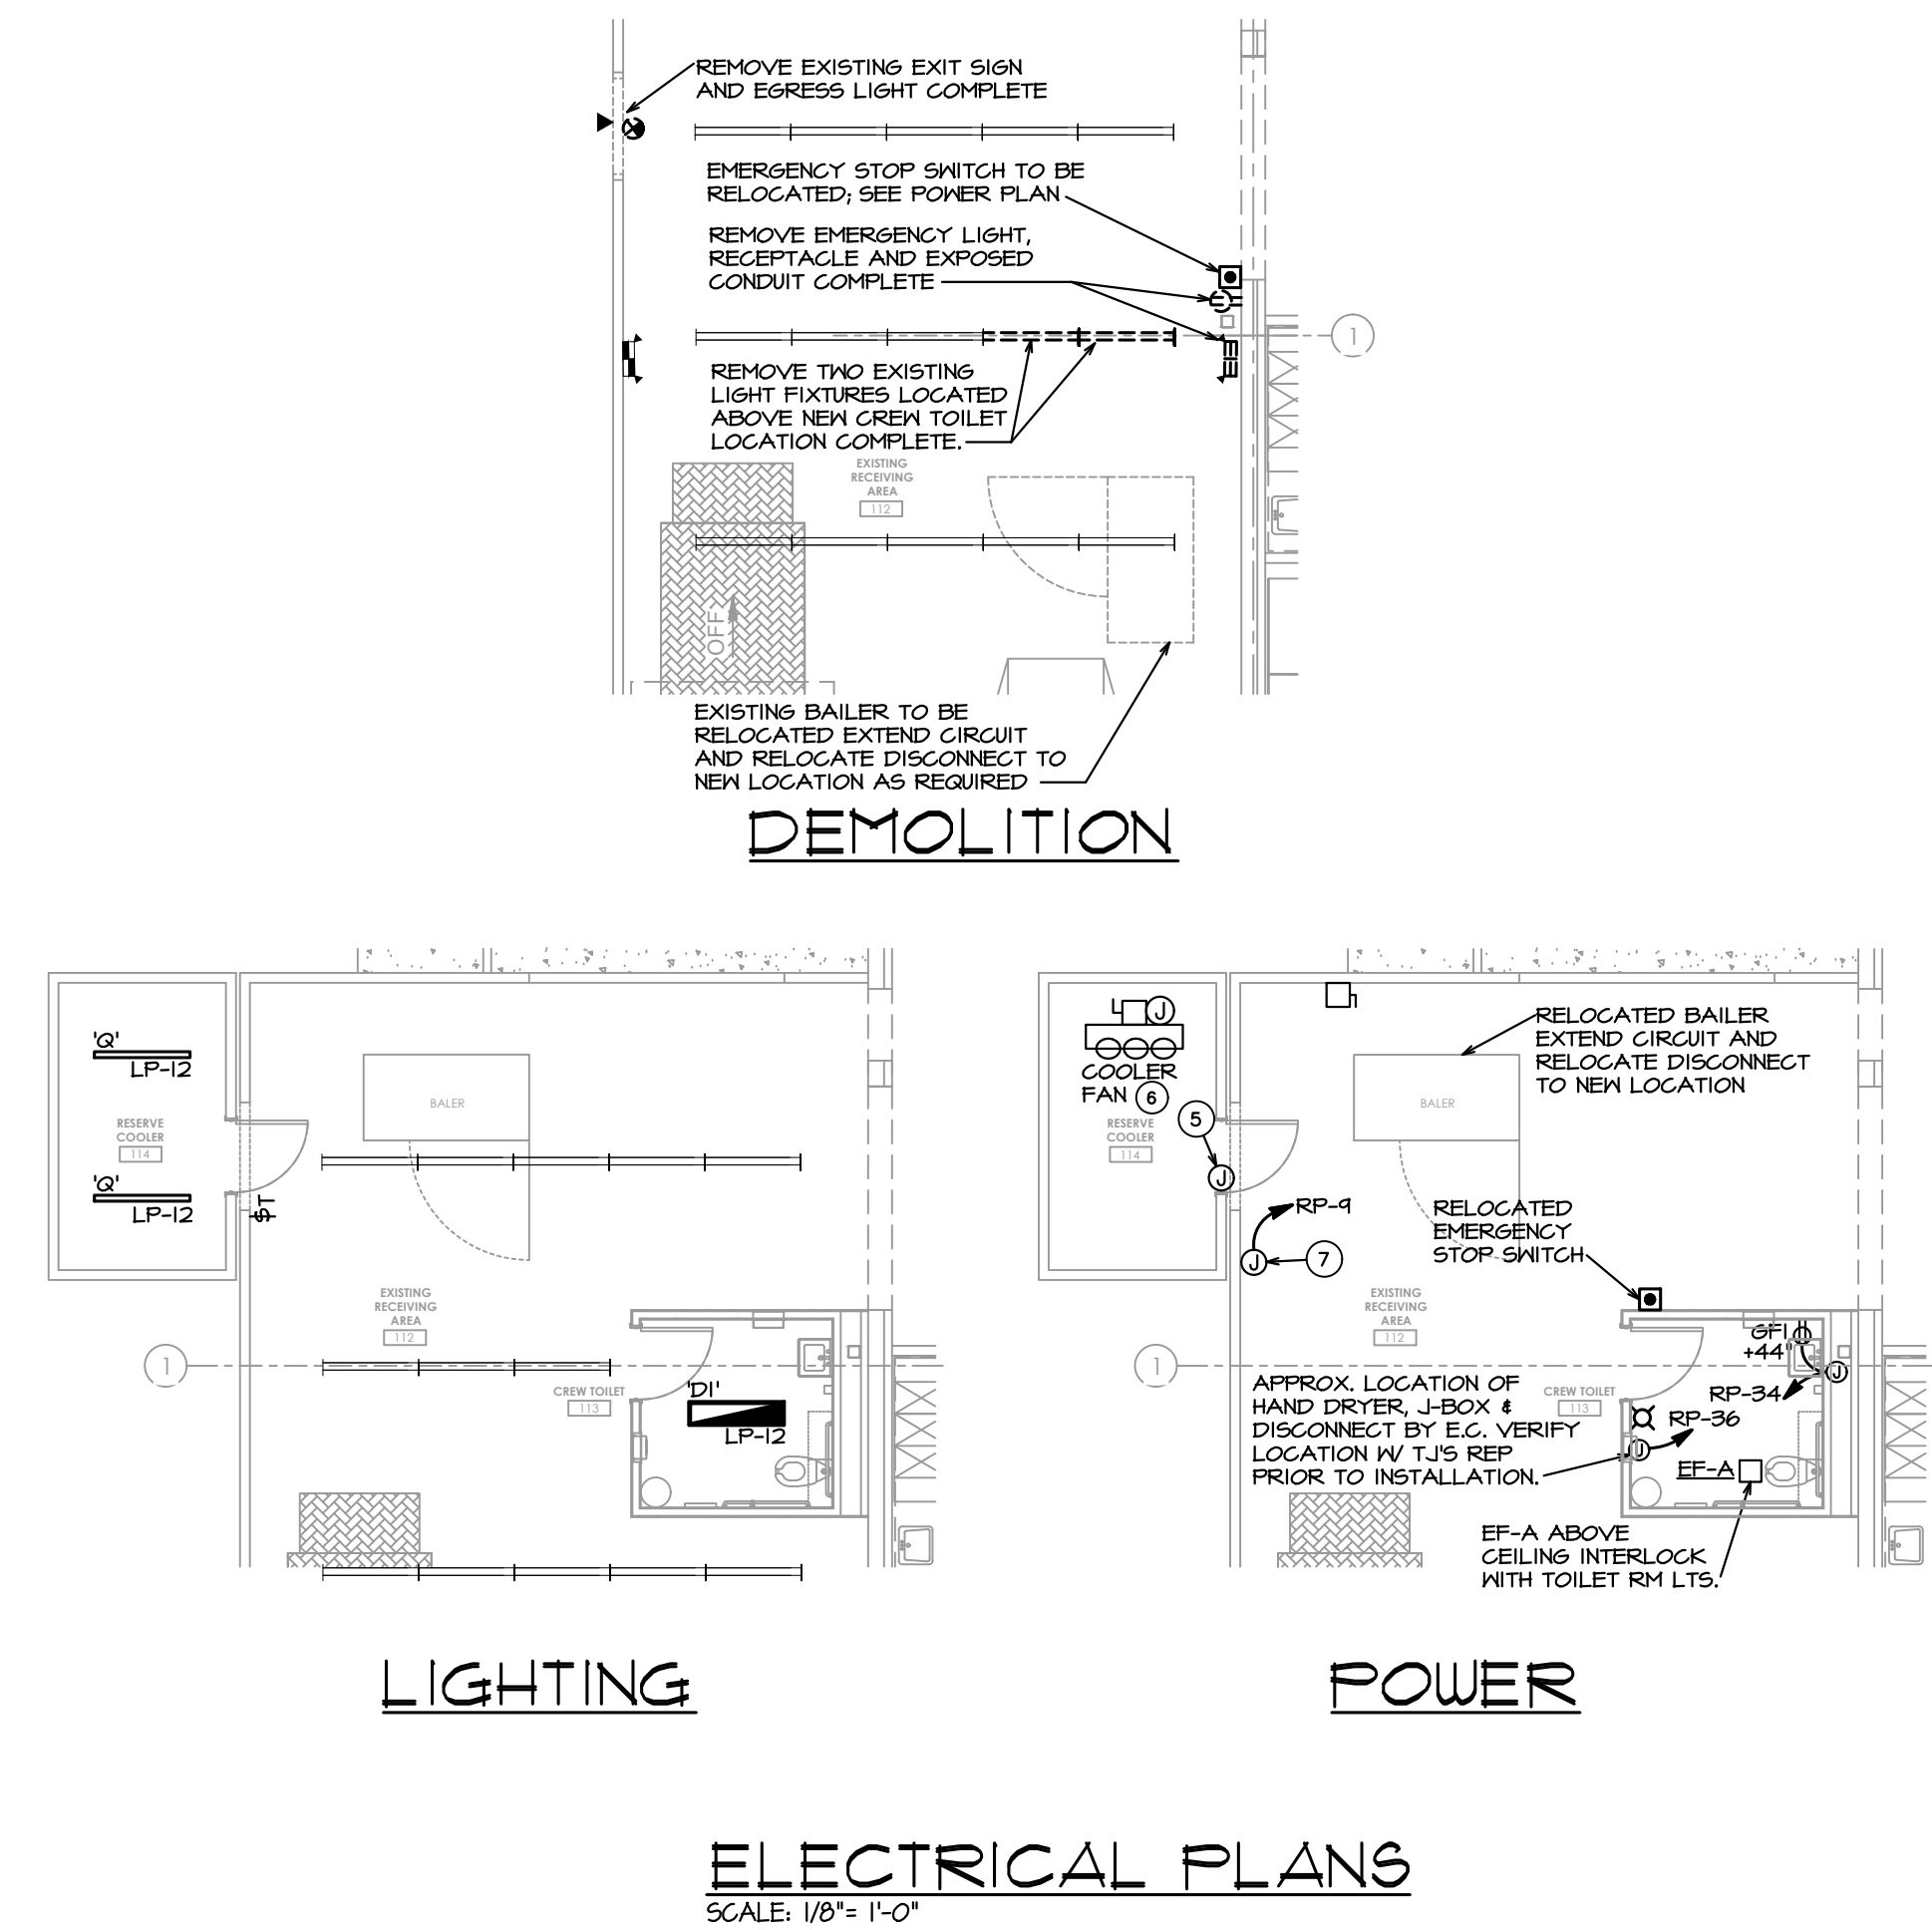 REMOVE EXISTING EXIT SIGN
AND EGRESS LIGHT COMPLETE
EMERGENCY STOP SWITCH TO BE
RELOCATED; SEE POWER PLAN
REMOVE EMERGENCY LIGHT,
RECEPTACLE AND EXPOSED
CONDUIT COMPLETE
1
REMOVE TWO EXISTING
LIGHT FIXTURES LOCATED
ABOVE NEW CREW TOILET
LOCATION COMPLETE.
EXISTING
RECEIVING
AREA
112
OFF
EXISTING BAILER TO BE
RELOCATED EXTEND CIRCUIT
AND RELOCATE DISCONNECT TO
NEW LOCATION AS REQUIRED
DEMOLITION
'Q'
LP-12
RESERVE
COOLER
114
'Q'
LP-12
$T
BALER
EXISTING
RECEIVING
AREA
112
1
CREW TOILET
113
'D1'
LP-12
LIGHTING
J
COOLER
FAN 6
RESERVE
COOLER
114
5
J
RELOCATED BAILER
EXTEND CIRCUIT AND
RELOCATE DISCONNECT
TO NEW LOCATION
BALER
RP-9
J
7
RELOCATED
EMERGENCY
STOP SWITCH
EXISTING
RECEIVING
AREA
112
1
GFI
+44"
J
RP-34
APPROX. LOCATION OF
HAND DRYER, J-BOX &
DISCONNECT BY E.C. VERIFY
LOCATION W/ TJ'S REP
PRIOR TO INSTALLATION.
CREW TOILET
113
RP-36
J
EF-A
EF-A ABOVE
CEILING INTERLOCK
WITH TOILET RM LTS.
POWER
ELECTRICAL PLANS
SCALE: 1/8"= 1'-0"